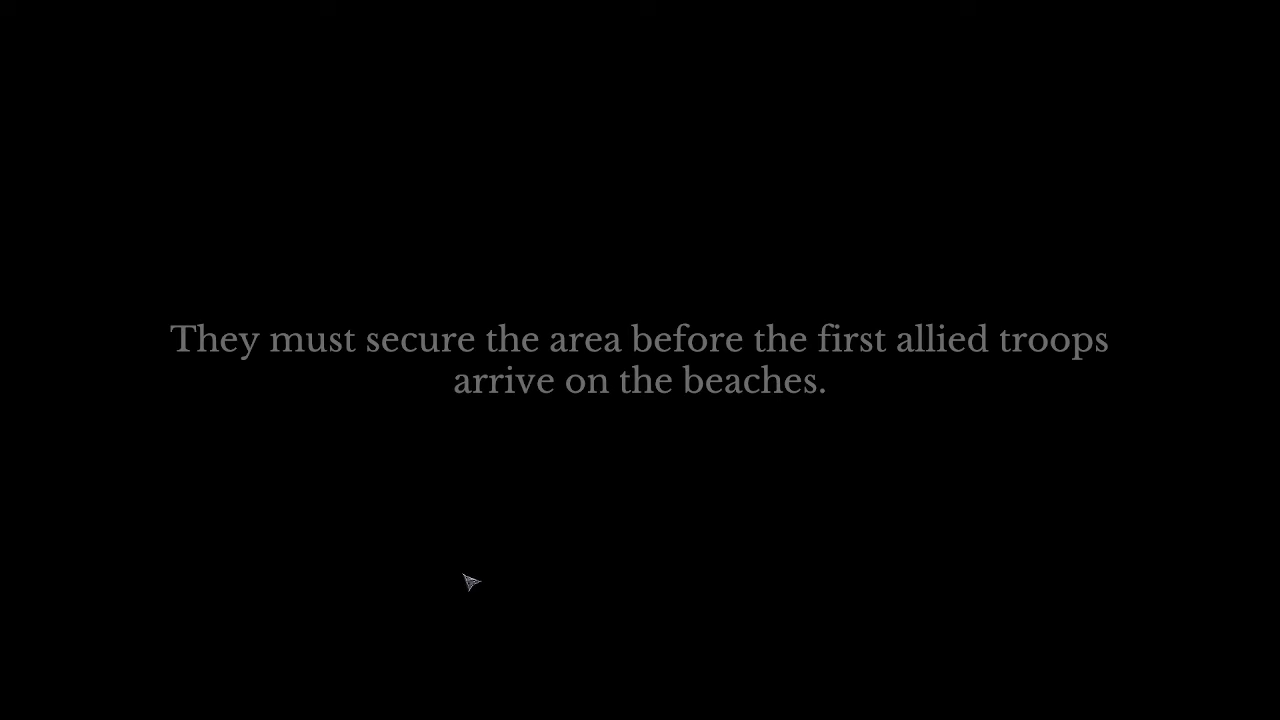 They must secure the area before the first allied troops
arrive on the beaches.